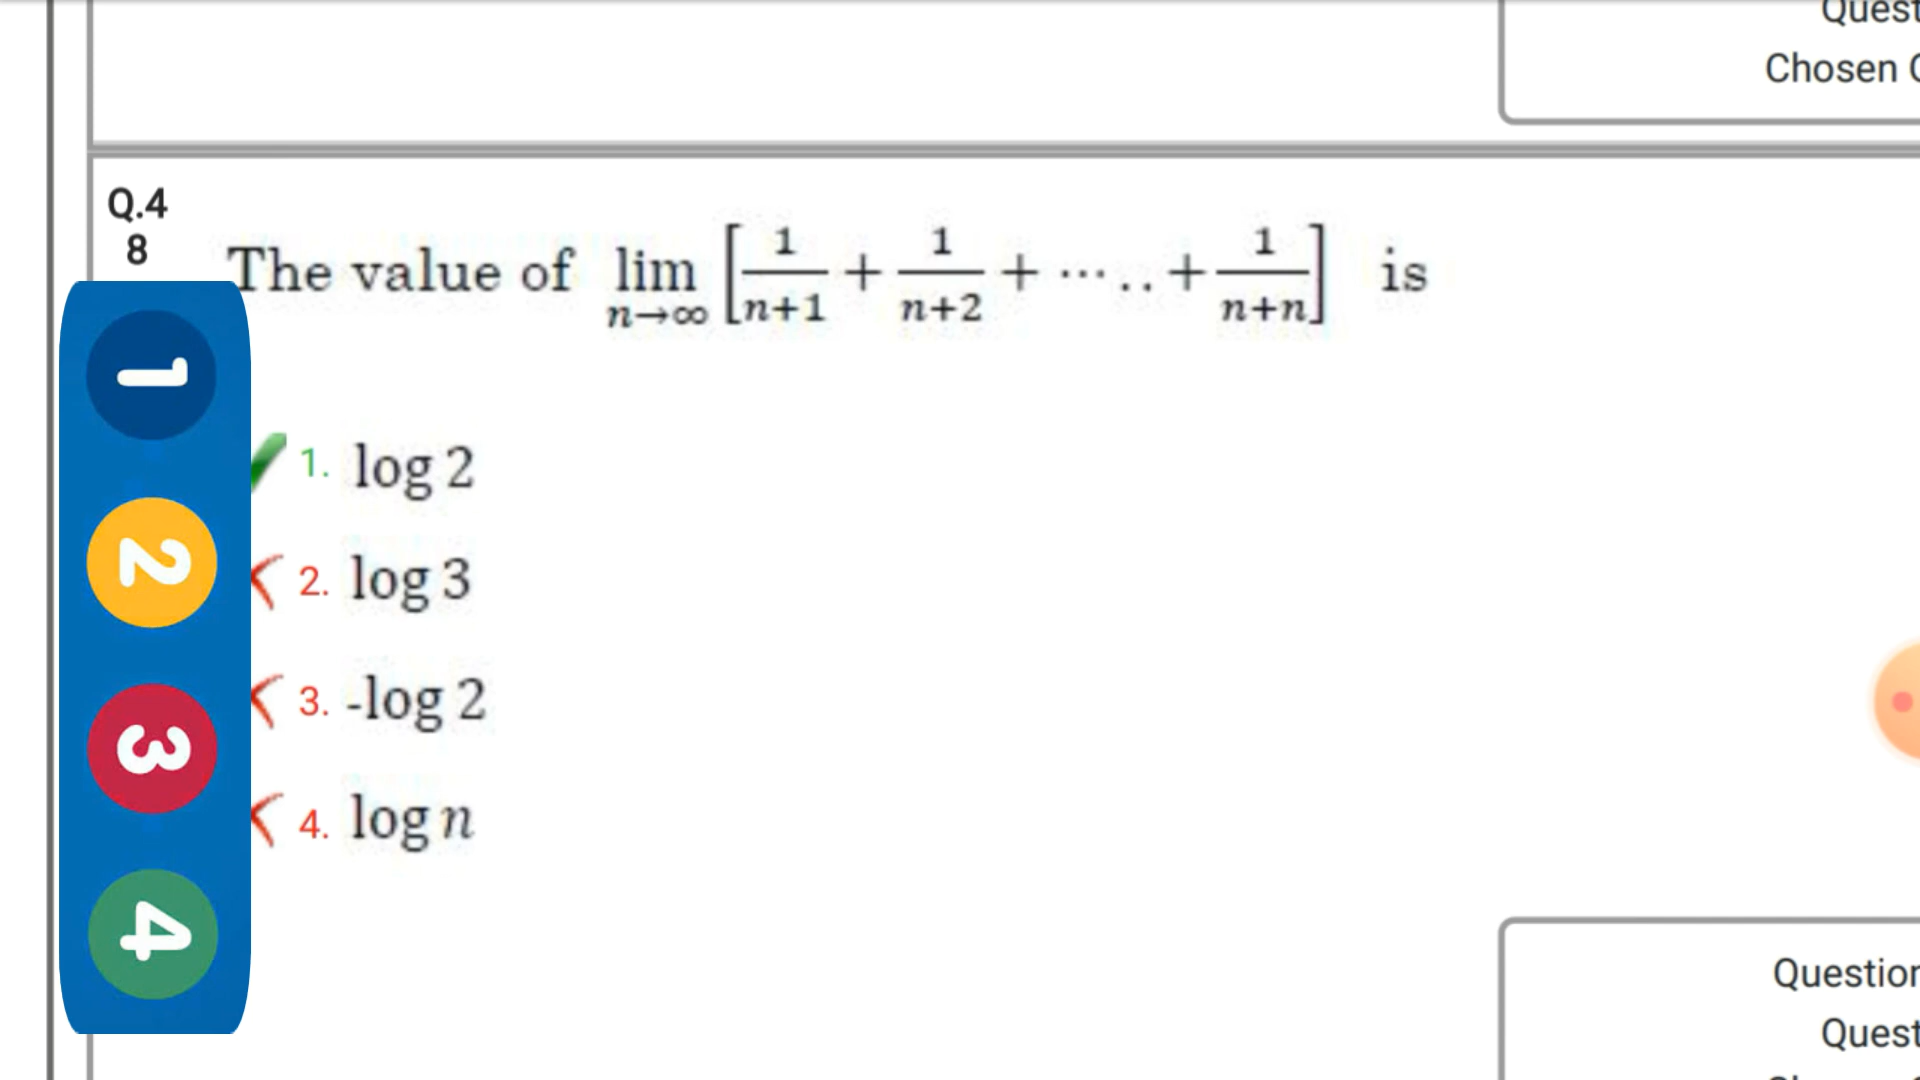 Quest
Chosen
Q.4
8
The value of lim n→∞ [1/n+1 + 1/n+2 + ⋯ . . + 1/n+n] is
1
2
3
4
1. log 2
2. log 3
3. -log 2
4. log n
Question
Quest